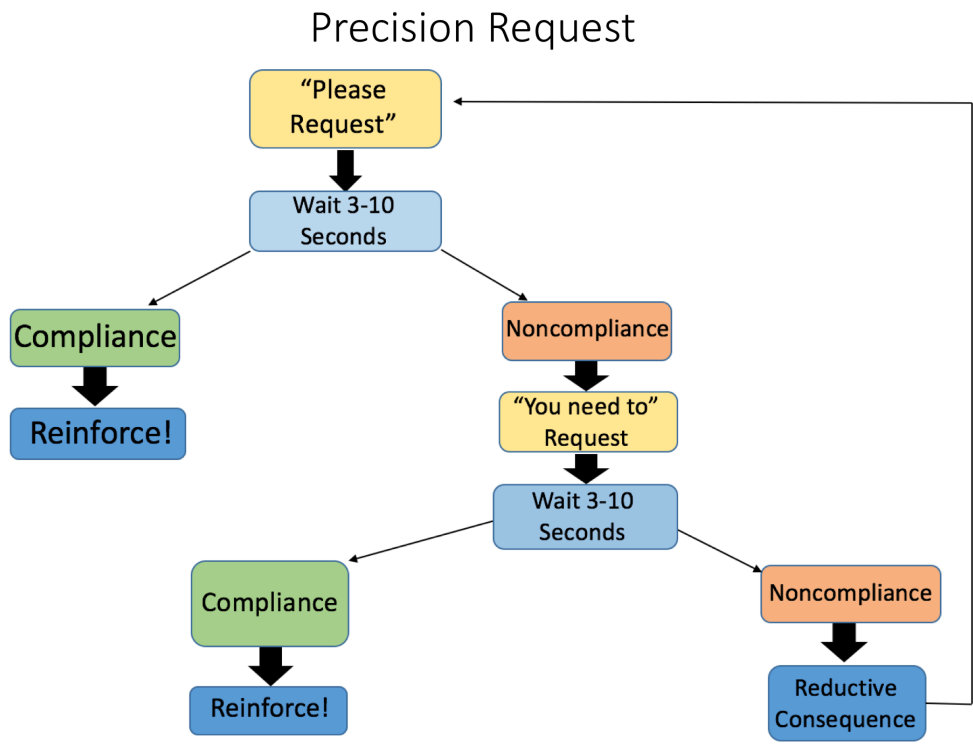 Precision Request
“Please
Request”
Wait 3-10
Seconds
Compliance
Reinforce!
Noncompliance
“You need to”
Request
Wait 3-10
Seconds
Compliance
Reinforce!
Noncompliance
Reductive
Consequence